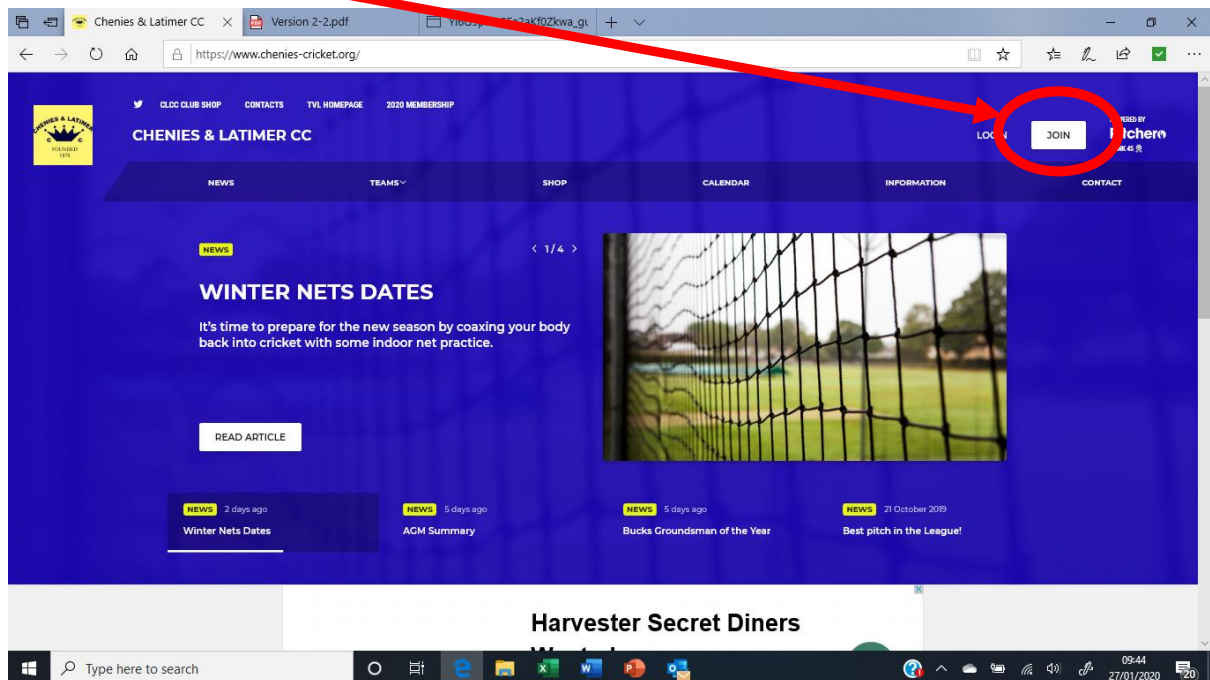 Chenies & Latimer CC
Version 2-2.pdf
https://www.chenies-cricket.org/
CLCC CLUB SHOP CONTACTS TVL HOMEPAGE 2020 MEMBERSHIP
CHENIES & LATIMER
FOUNDED
1870
CHENIES & LATIMER CC
JOIN
NEWS TEAMS SHOP CALENDAR INFORMATION CONTACT
NEWS
< 1/4 >
WINTER NETS DATES
It's time to prepare for the new season by coaxing your body
back into cricket with some indoor net practice.
READ ARTICLE
NEWS 2 days ago
Winter Nets Dates
NEWS 5 days ago
AGM Summary
NEWS 5 days ago
Bucks Groundsman of the Year
NEWS 21 October 2019
Best pitch in the League!
Harvester Secret Diners
Type here to search
09:44
27/01/2020
20